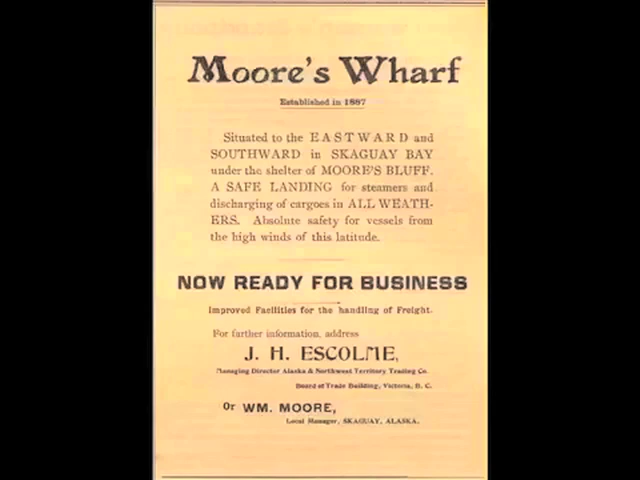 Moore's Wharf
Established in 1887
Situated to the EASTWARD and
SOUTHWARD in SKAGUAY BAY
under the shelter of MOORE'S BLUFF.
A SAFE LANDING for steamers and
discharging of cargoes in ALL WEATH-
ERS. Absolute safety for vessels from
the high winds of this latitude.
NOW READY FOR BUSINESS
Improved Facilities for the handling of Freight.
For further information, address
J. H. ESCOLME,
Managing Director Alaska & Northwest Territory Trading Co.
Board of Trade Building, Victoria, B. C.
Or WM. MOORE,
Local Manager, SKAGUAY, ALASKA.